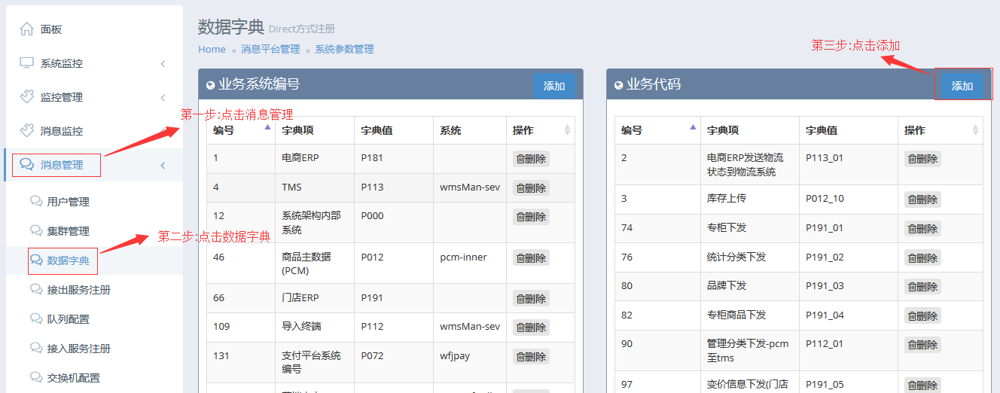 面板
系统监控
监控管理
消息监控
消息管理
用户管理
集群管理
数据字典
接出服务注册
队列配置
接入服务注册
交换机配置
第一步:点击消息管理
第二步:点击数据字典
第三步:点击添加
数据字典 Direct方式注册
Home 消息平台管理 系统参数管理
业务系统编号 添加
编号 字典项 字典值 系统 操作
1 电商ERP P181 删除
4 TMS P113 wmsMan-sev 删除
12 系统架构内部 P000 删除
系统
46 商品主数据 P012 pcm-inner 删除
(PCM)
66 门店ERP P191 删除
109 导入终端 P112 wmsMan-sev 删除
131 支付平台系统 P072 wfjpay 删除
编号
业务代码 添加
编号 字典项 字典值 操作
2 电商ERP发送物流 P113_01 删除
状态到物流系统
3 库存上传 P012_10 删除
74 专柜下发 P191_01 删除
76 统计分类下发 P191_02 删除
80 品牌下发 P191_03 删除
82 专柜商品下发 P191_04 删除
90 管理分类下发-pcm P112_01 删除
至tms
97 变价信息下发(门店 P191_05 删除